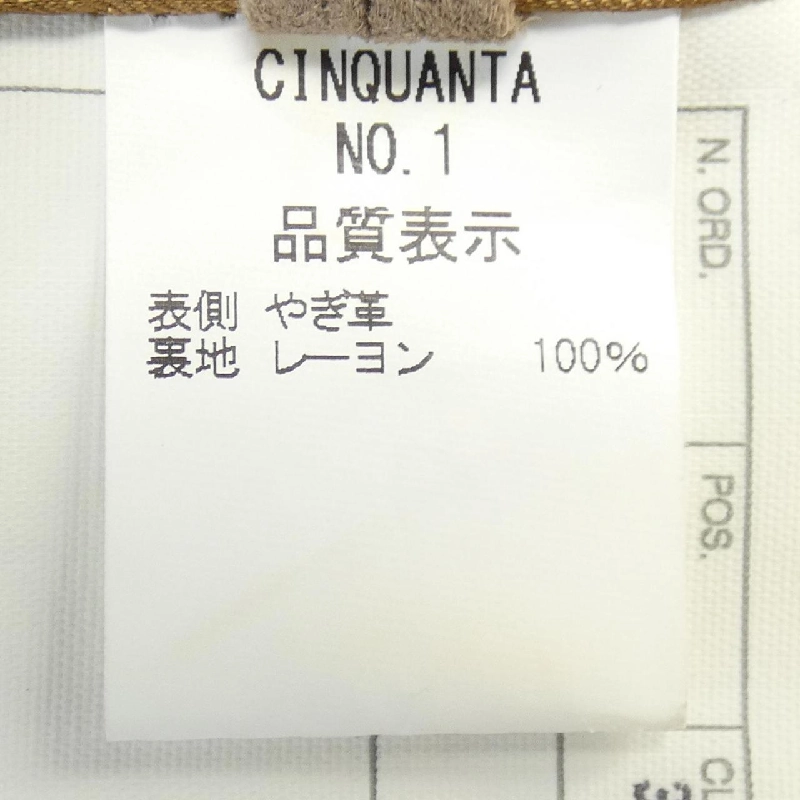 CINQUANTA
NO.1
品質表示
表側 やぎ革
裏地 レーヨン 100%
N. ORD.
POS.